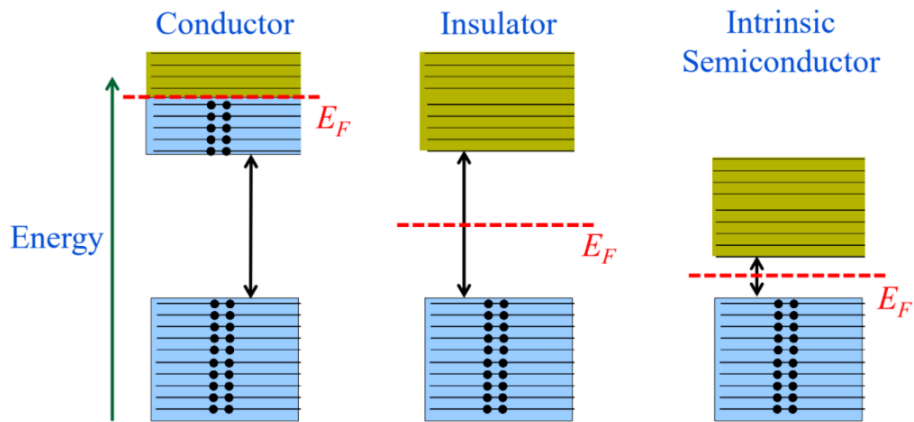 Conductor
Insulator
Intrinsic
Semiconductor
E_F
Energy
E_F
E_F